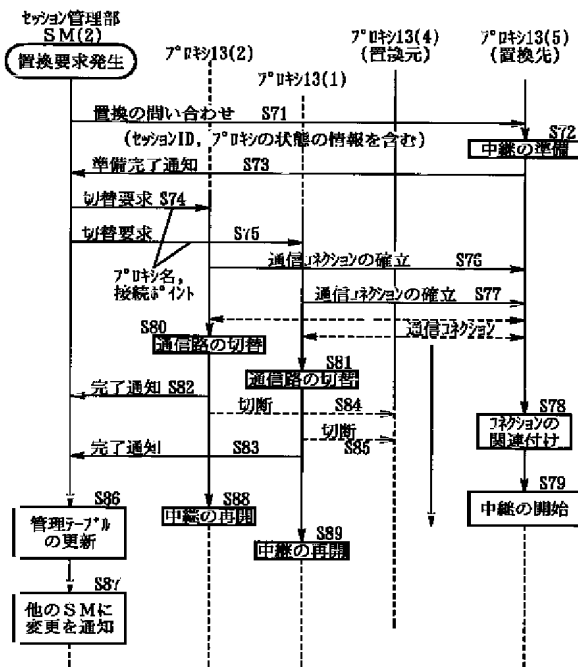 セッション管理部
SM(2)
置換要求発生
プロキシ13(2)
プロキシ13(1)
プロキシ13(4)
(置換元)
プロキシ13(5)
(置換先)
置換の問い合わせ S71
(セッションID, プロキシの状態の情報を含む)
S72
中継の準備
準備完了通知 S73
切替要求 S74
切替要求 S75
プロキシ名,
接続ポイント
通信コネクションの確立 S76
通信コネクションの確立 S77
通信コネクション
S80
通信路の切替
S81
通信路の切替
完了通知 S82
切断 S84
切断
S85
完了通知 S83
S78
コネクションの
関連付け
S79
中継の開始
S86
管理テーブル
の更新
S88
中継の再開
S89
中継の再開
S87
他のSMに
変更を通知